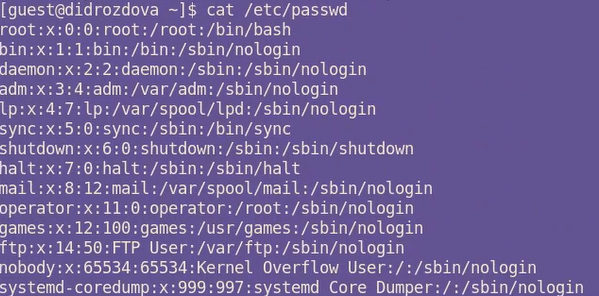 [guest@didrozdova ~]$ cat /etc/passwd
root:x:0:0:root:/root:/bin/bash
bin:x:1:1:bin:/bin:/sbin/nologin
daemon:x:2:2:daemon:/sbin:/sbin/nologin
adm:x:3:4:adm:/var/adm:/sbin/nologin
lp:x:4:7:lp:/var/spool/lpd:/sbin/nologin
sync:x:5:0:sync:/sbin:/bin/sync
shutdown:x:6:0:shutdown:/sbin:/sbin/shutdown
halt:x:7:0:halt:/sbin:/sbin/halt
mail:x:8:12:mail:/var/spool/mail:/sbin/nologin
operator:x:11:0:operator:/root:/sbin/nologin
games:x:12:100:games:/usr/games:/sbin/nologin
ftp:x:14:50:FTP User:/var/ftp:/sbin/nologin
nobody:x:65534:65534:Kernel Overflow User:/:/sbin/nologin
systemd-coredump:x:999:997:systemd Core Dumper:/:/sbin/nologin